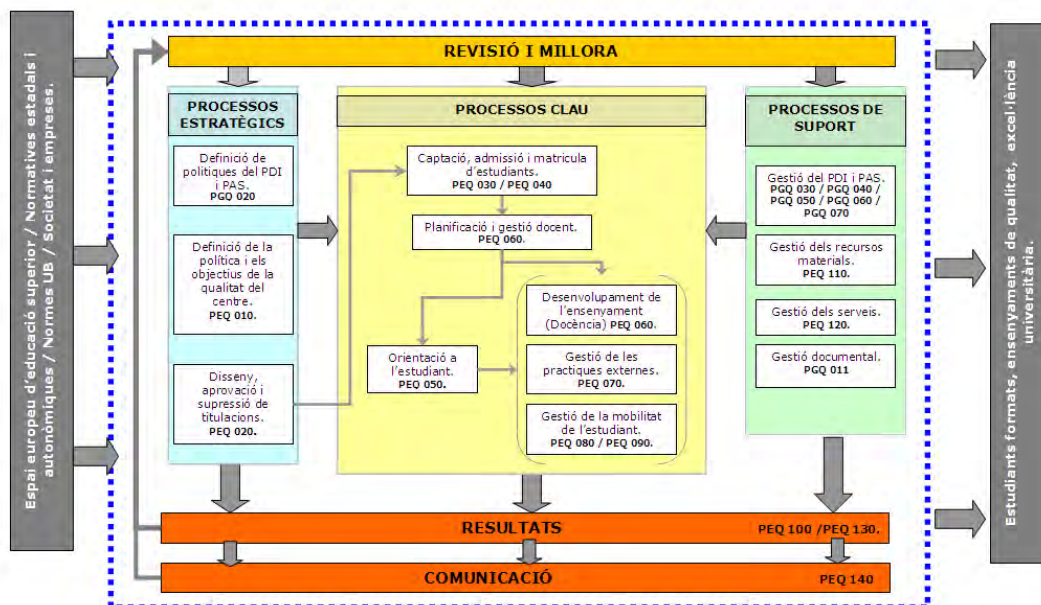 Espai europeu d'educació superior / Normatives estadals i
autonòmiques / Normes UB / Societat i empreses.
REVISIÓ I MILLORA
PROCESSOS
ESTRATÈGICS
Definició de
politiques del PDI
i PAS.
PGQ 020
Definició de la
política i els
objectius de la
qualitat del
centre.
PEQ 010.
Disseny,
aprovació i
supressió de
titulacions.
PEQ 020.
PROCESSOS CLAU
Captació, admissió i matricula
d'estudiants.
PEQ 030 / PEQ 040
Planificació i gestió docent.
PEQ 060.
Desenvolupament de
l'ensenyament
(Docència) PEQ 060.
Orientació a
l'estudiant.
PEQ 050.
Gestió de les
practiques externes.
PEQ 070.
Gestió de la mobilitat
de l'estudiant.
PEQ 080 / PEQ 090.
PROCESSOS DE
SUPORT
Gestió del PDI i PAS.
PGQ 030 / PGQ 040 /
PGQ 050 / PGQ 060 /
PGQ 070
Gestió dels recursos
materials.
PEQ 110.
Gestió dels serveis.
PEQ 120.
Gestió documental.
PGQ 011
RESULTATS
PEQ 100 /PEQ 130.
COMUNICACIÓ
PEQ 140
Estudiants formats, ensenyaments de qualitat, excel·lència
universitària.